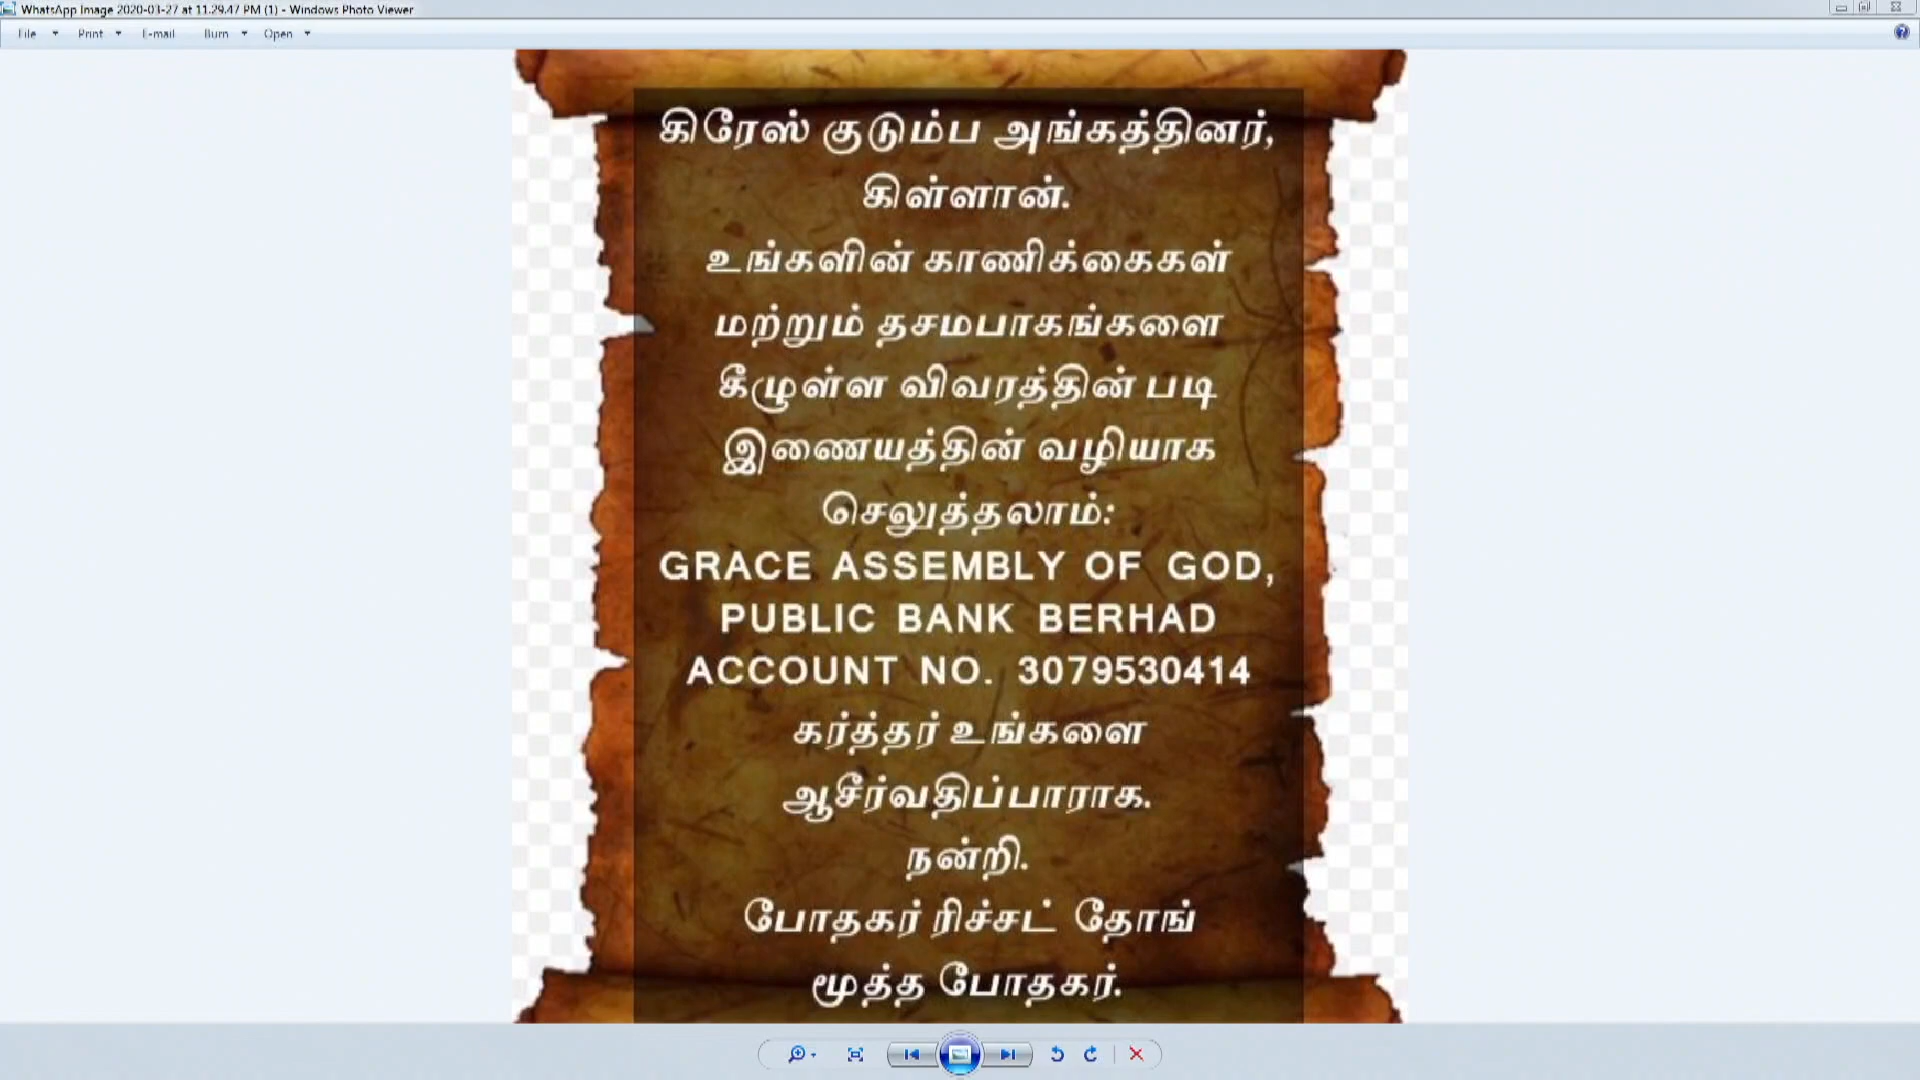 WhatsApp Image 2020-03-27 at 11.29.47 PM (1) - Windows Photo Viewer
File Print E-mail Burn Open
கிரேஸ் குடும்ப அங்கத்தினர்,
கிள்ளான்.
உங்களின் காணிக்கைகள்
மற்றும் தசமபாகங்களை
கீழுள்ள விவரத்தின் படி
இணையத்தின் வழியாக
செலுத்தலாம்:
GRACE ASSEMBLY OF GOD,
PUBLIC BANK BERHAD
ACCOUNT NO. 3079530414
கர்த்தர் உங்களை
ஆசீர்வதிப்பாராக.
நன்றி.
போதகர் ரிச்சட் தோங்
மூத்த போதகர்.